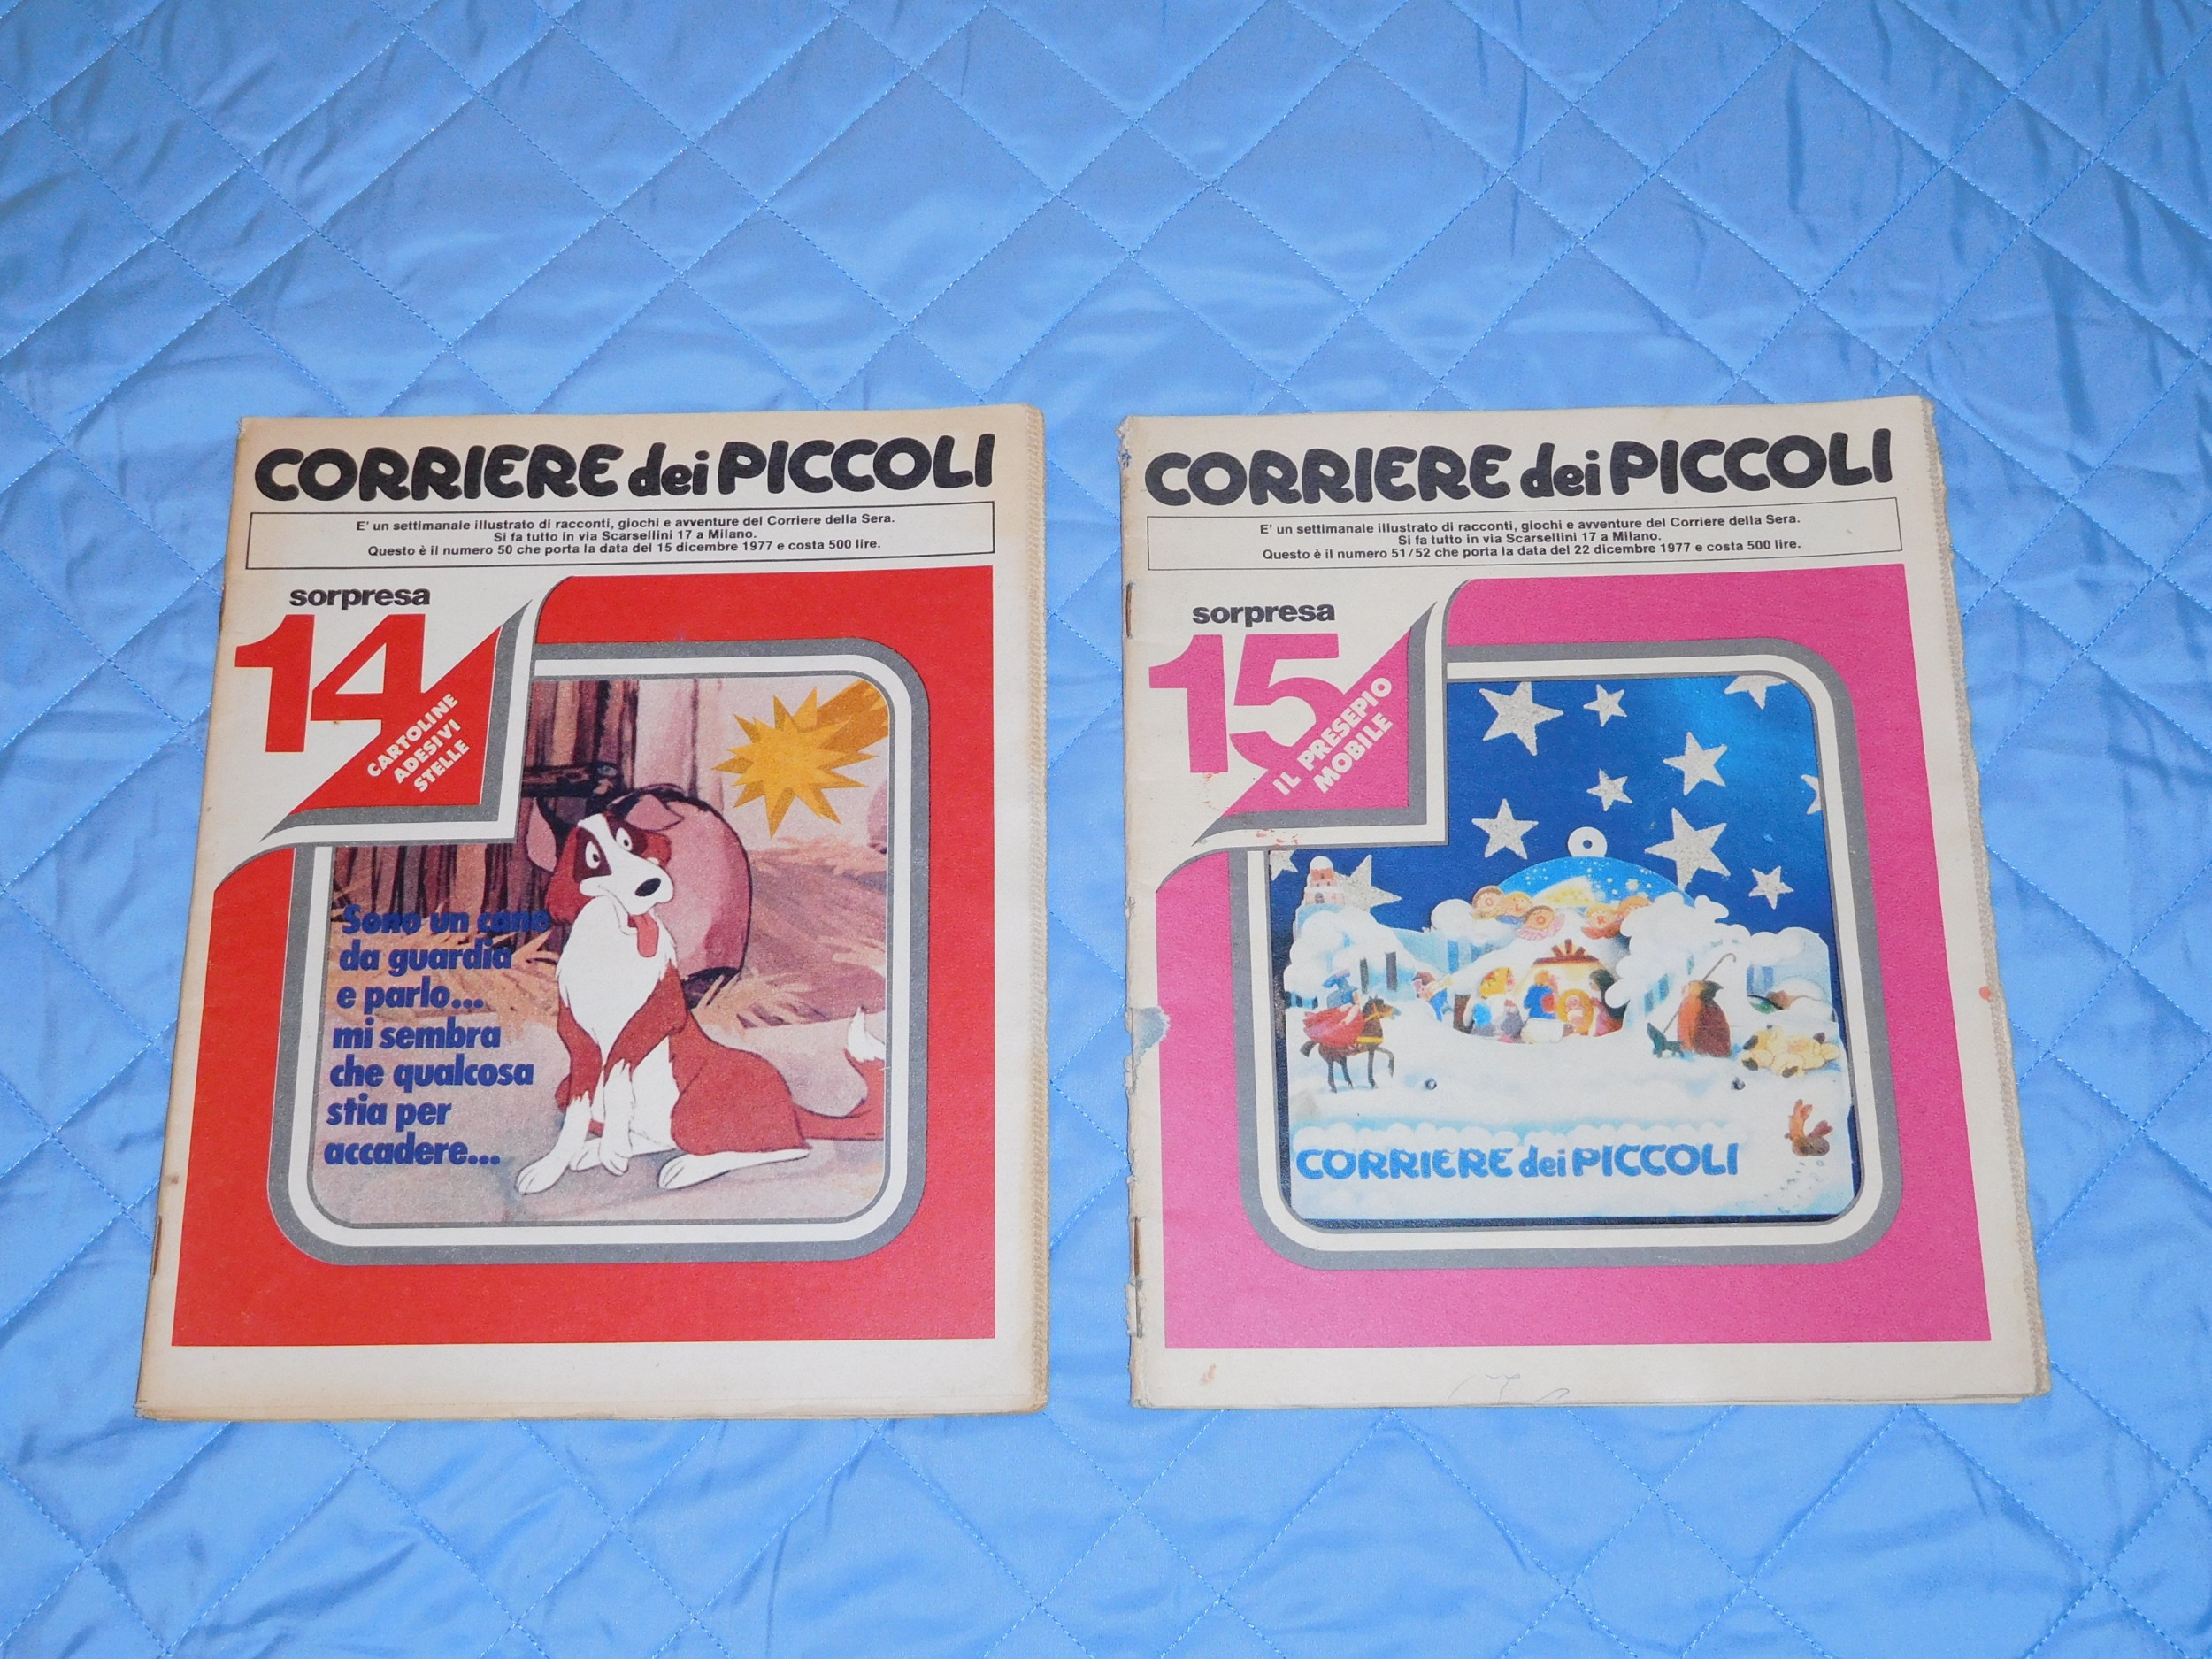 CORRIERE dei PICCOLI
E' un settimanale illustrato di racconti, giochi e avventure del Corriere della Sera.
Si fa tutto in via Scarsellini 17 a Milano.
Questo è il numero 50 che porta la data del 15 dicembre 1977 e costa 500 lire.
sorpresa
14
CARTOLINE
ADESIVI
STELLE
Sono un cane
da guardia
e parlo...
mi sembra
che qualcosa
stia per
accadere...
CORRIERE dei PICCOLI
E' un settimanale illustrato di racconti, giochi e avventure del Corriere della Sera.
Si fa tutto in via Scarsellini 17 a Milano.
Questo è il numero 51/52 che porta la data del 22 dicembre 1977 e costa 500 lire.
sorpresa
15
IL PRESEPIO
MOBILE
CORRIERE dei PICCOLI